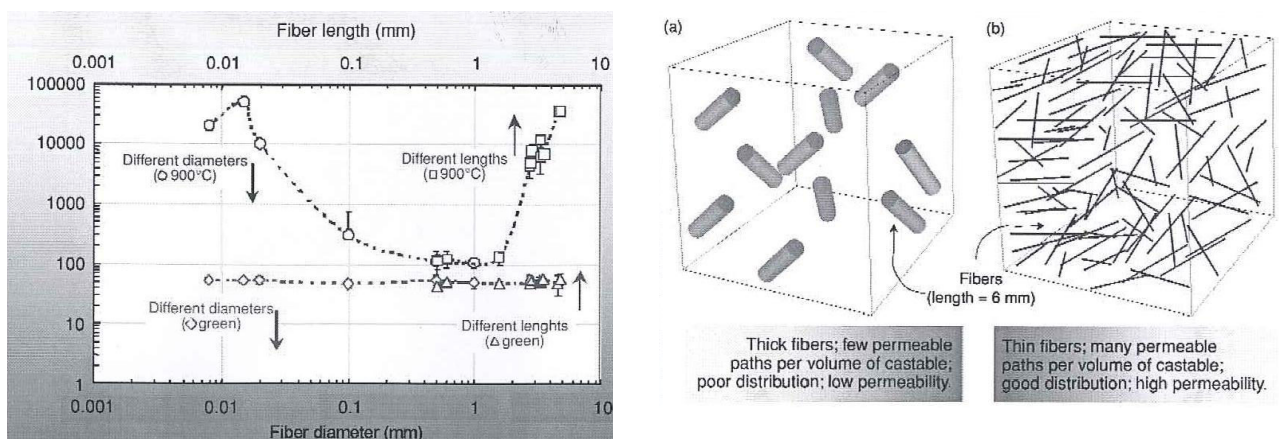 Fiber length (mm)
0.001 0.01 0.1 1 10
100000
10000
1000
100
10
1
Different diameters
(○ 900°C)
Different lengths
(□ 900°C)
Different diameters
(◇ green)
Different lenghts
(△ green)
0.001 0.01 0.1 1 10
Fiber diameter (mm)
(a)
(b)
Fibers
(length = 6 mm)
Thick fibers; few permeable
paths per volume of castable;
poor distribution; low permeability.
Thin fibers; many permeable
paths per volume of castable;
good distribution; high permeability.